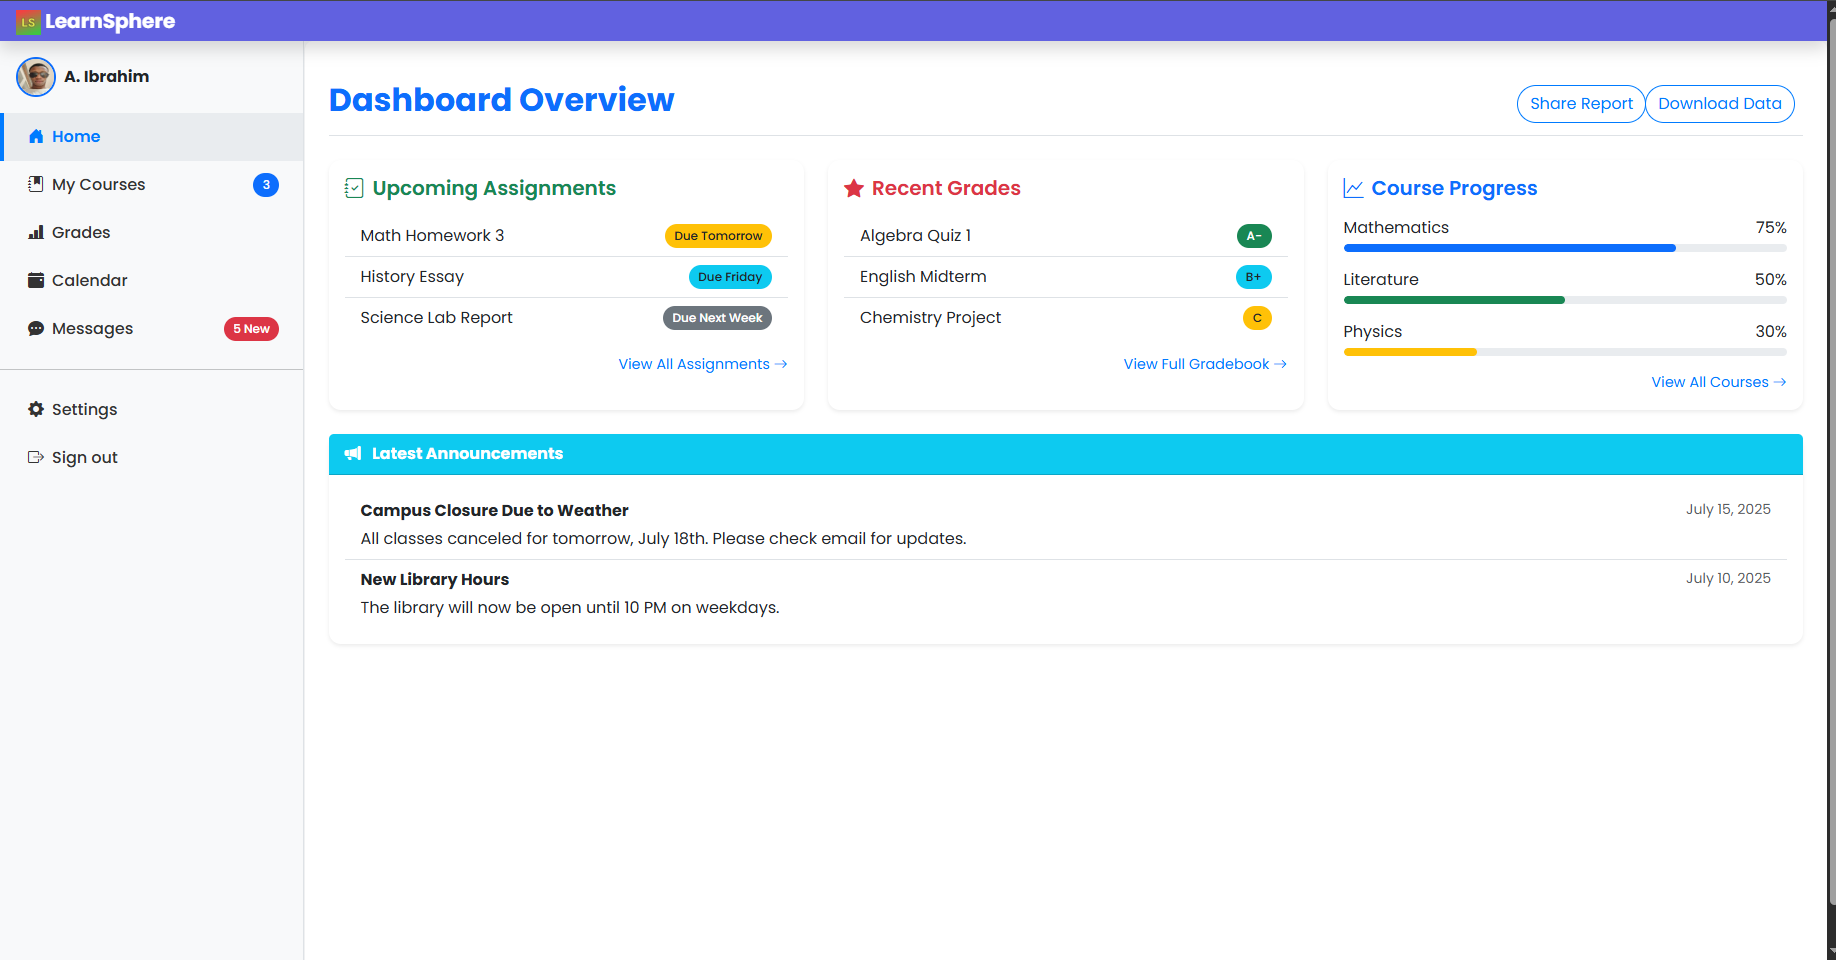 LS LearnSphere
A. Ibrahim
Home
My Courses 3
Grades
Calendar
Messages 5 New
Settings
Sign out
Dashboard Overview
Share Report Download Data
Upcoming Assignments
Math Homework 3 Due Tomorrow
History Essay Due Friday
Science Lab Report Due Next Week
View All Assignments →
Recent Grades
Algebra Quiz 1 A-
English Midterm B+
Chemistry Project C
View Full Gradebook →
Course Progress
Mathematics 75%
Literature 50%
Physics 30%
View All Courses →
Latest Announcements
Campus Closure Due to Weather July 15, 2025
All classes canceled for tomorrow, July 18th. Please check email for updates.
New Library Hours July 10, 2025
The library will now be open until 10 PM on weekdays.